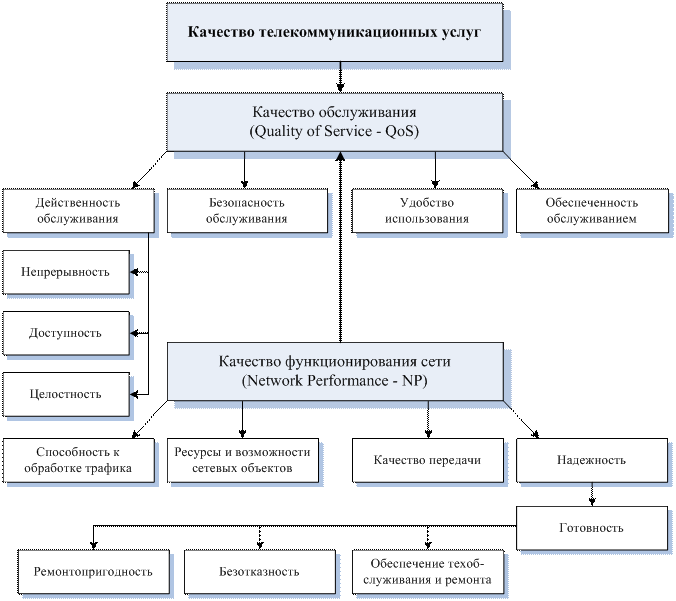 Качество телекоммуникационных услуг
Качество обслуживания
(Quality of Service - QoS)
Действенность
обслуживания
Безопасность
обслуживания
Удобство
использования
Обеспеченность
обслуживанием
Непрерывность
Доступность
Целостность
Качество функционирования сети
(Network Performance - NP)
Способность к
обработке трафика
Ресурсы и возможности
сетевых объектов
Качество передачи
Надежность
Готовность
Ремонтопригодность
Безотказность
Обеспечение техоб-
служивания и ремонта